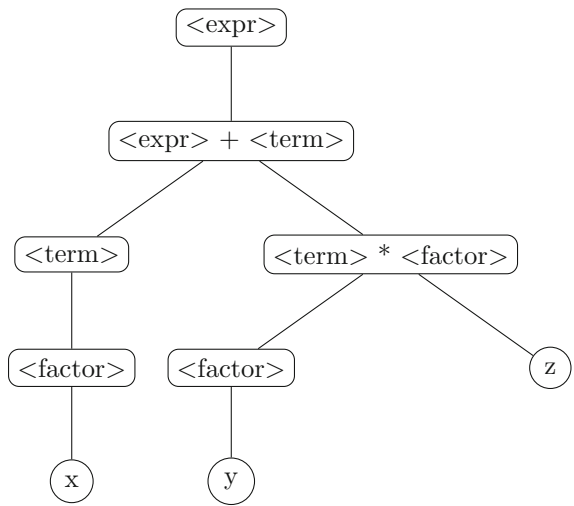 <expr>
<expr> + <term>
<term>
<term> * <factor>
<factor>
<factor>
z
x
y